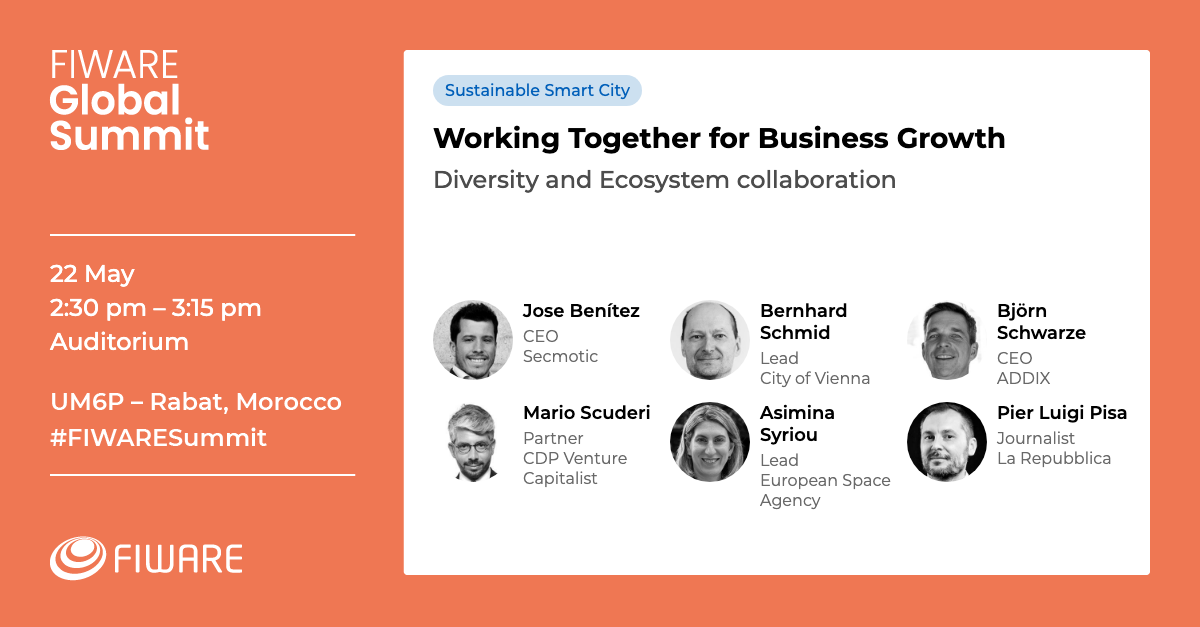 FIWARE
Global
Summit
22 May
2:30 pm – 3:15 pm
Auditorium
UM6P – Rabat, Morocco
#FIWARESummit
FIWARE
Sustainable Smart City
Working Together for Business Growth
Diversity and Ecosystem collaboration
Jose Benítez
CEO
Secmotic
Bernhard
Schmid
Lead
City of Vienna
Björn
Schwarze
CEO
ADDIX
Mario Scuderi
Partner
CDP Venture
Capitalist
Asimina
Syriou
Lead
European Space
Agency
Pier Luigi Pisa
Journalist
La Repubblica